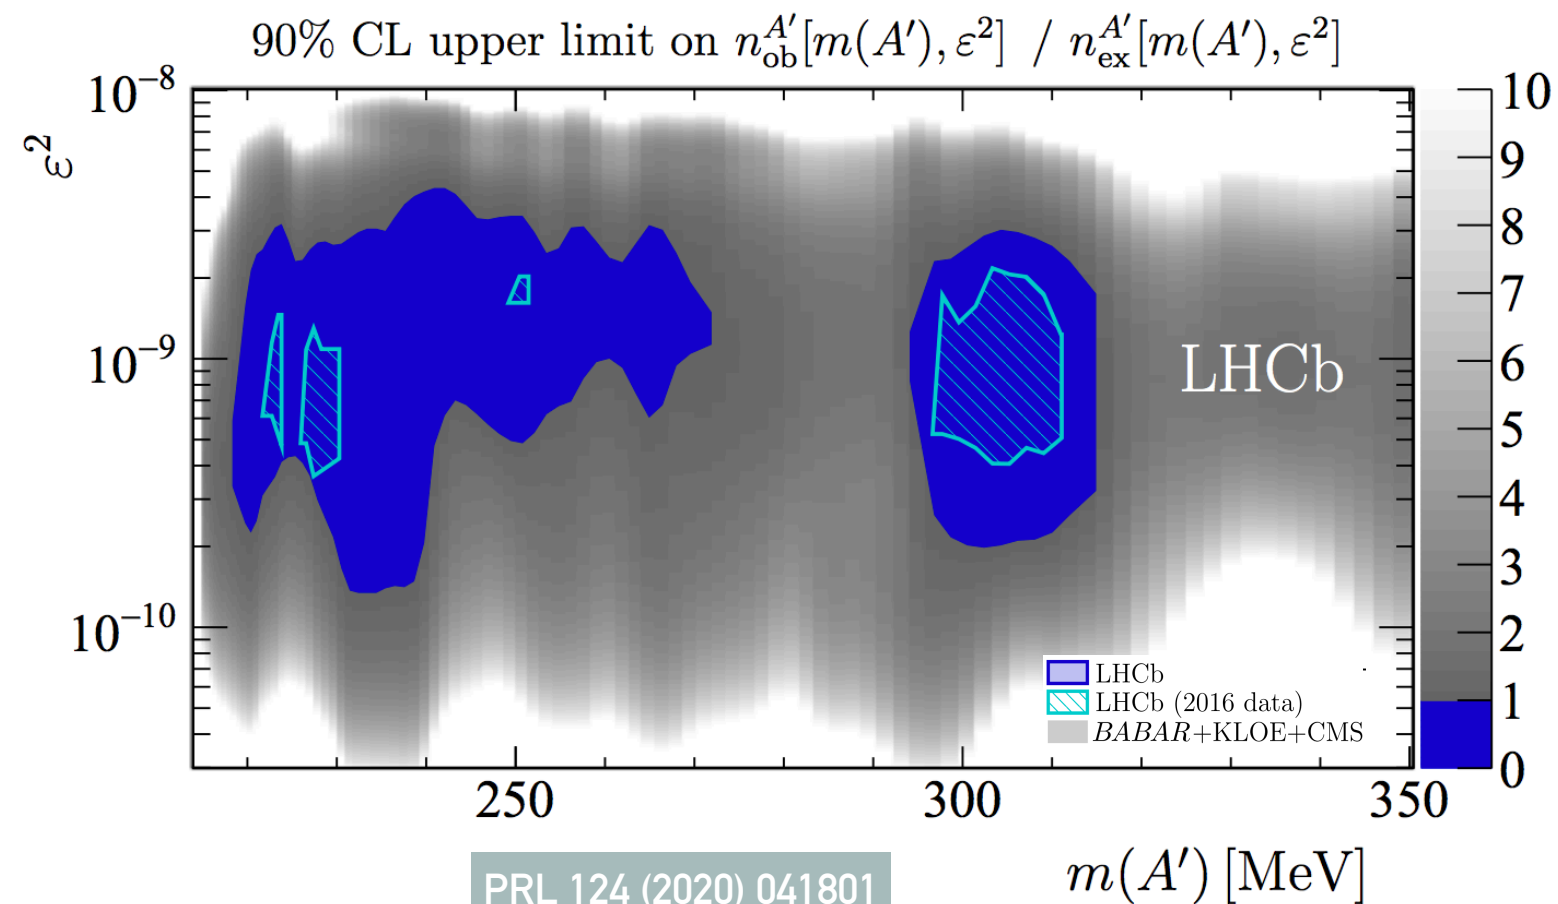 90% CL upper limit on n_ob^A′[m(A′), ε²] / n_ex^A′[m(A′), ε²]
ε²
10⁻⁸
10⁻⁹
10⁻¹⁰
10
9
8
7
6
5
4
3
2
1
0
LHCb
LHCb
LHCb (2016 data)
BABAR+KLOE+CMS
250
300
350
m(A′) [MeV]
PRL 124 (2020) 041801